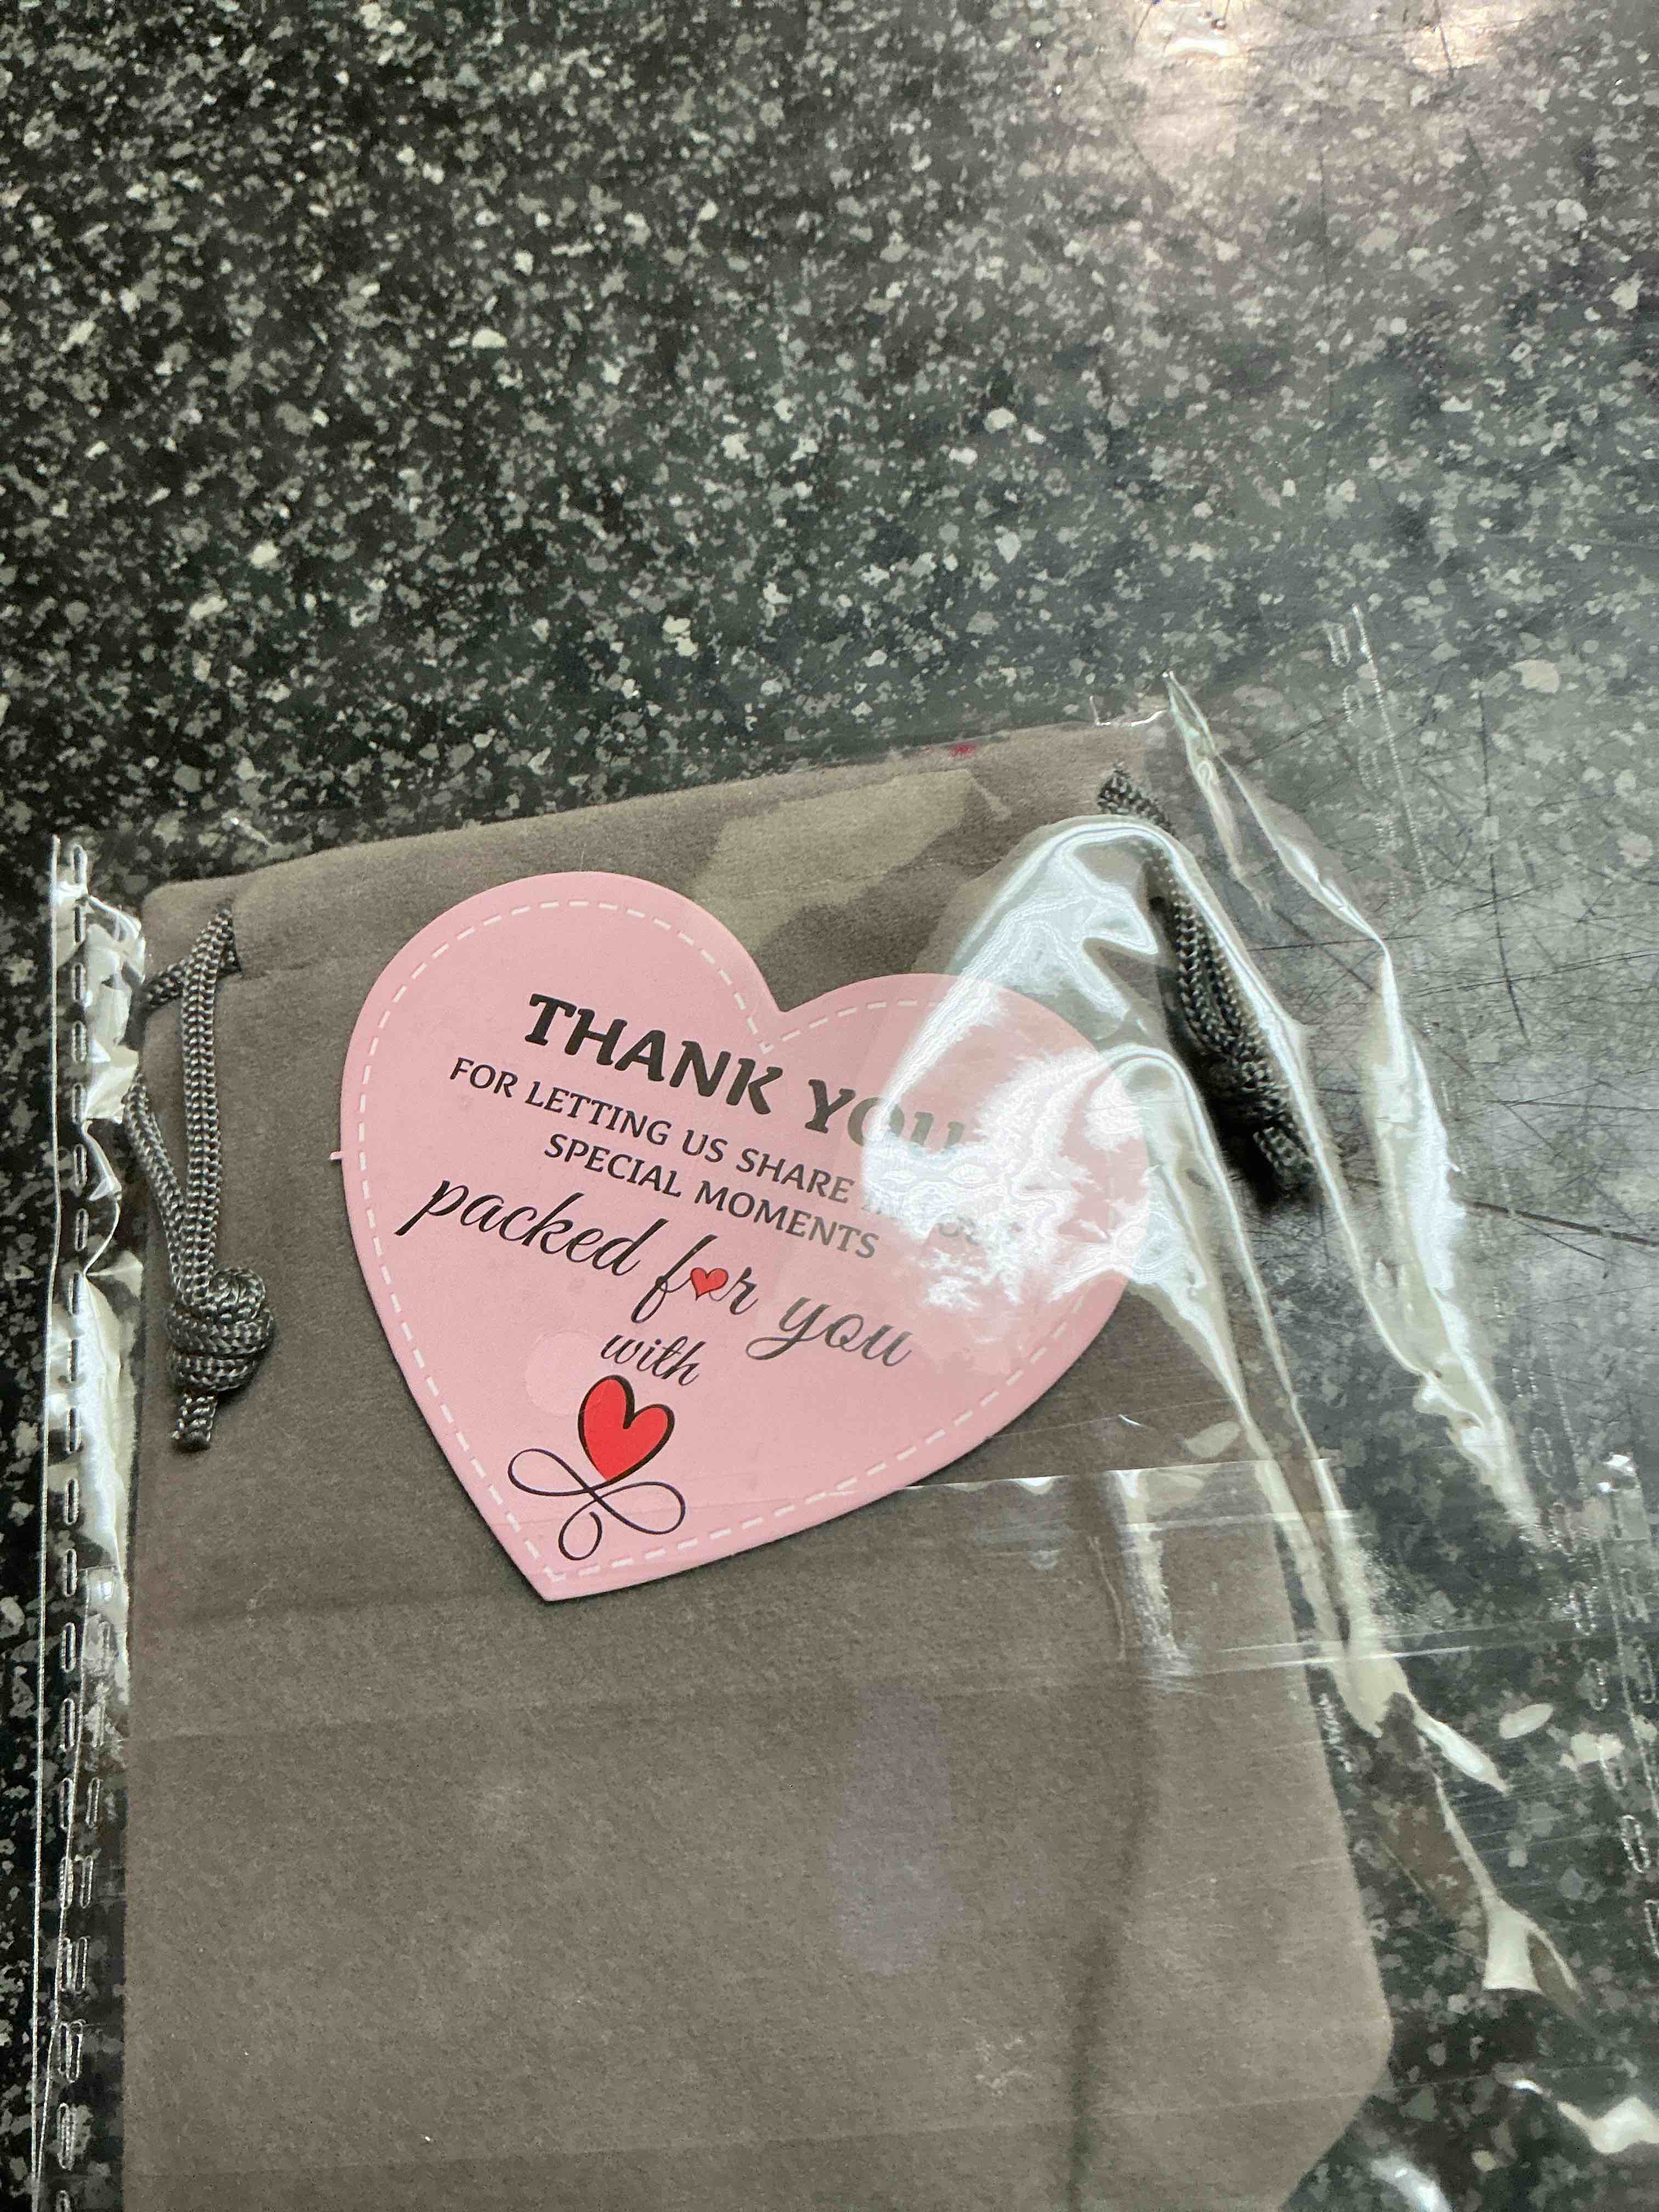 THANK YOU
FOR LETTING US SHARE
SPECIAL MOMENTS
packed for you
with